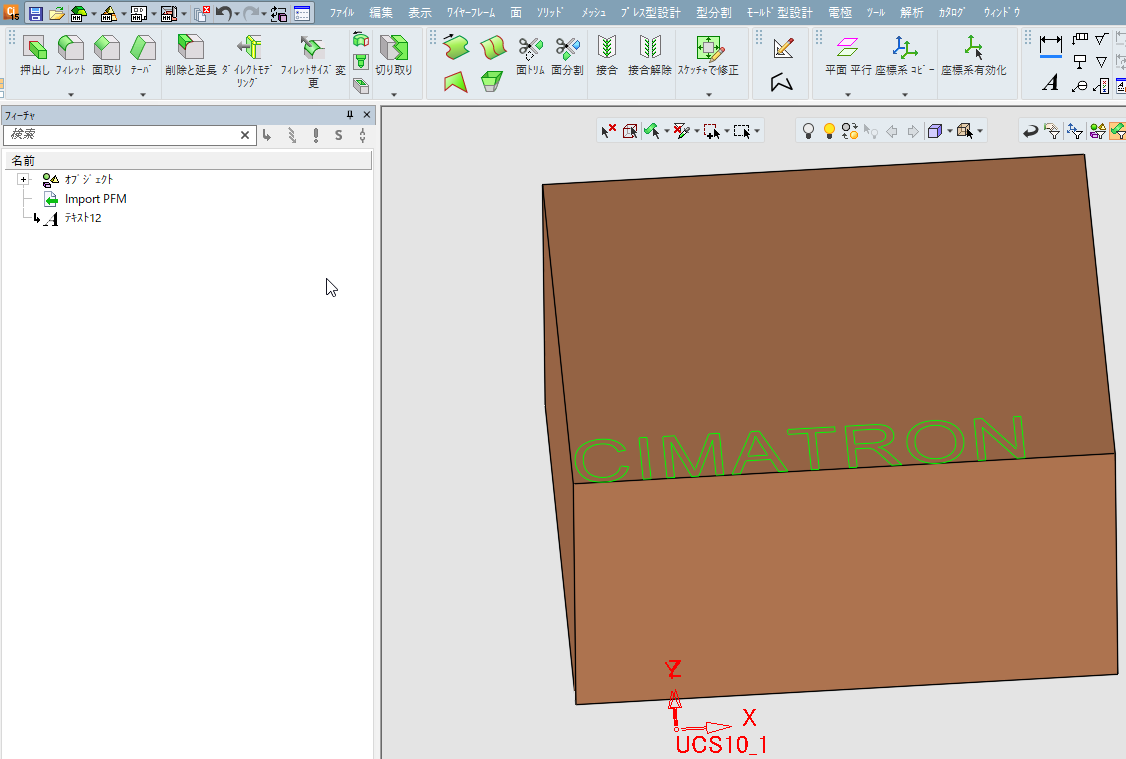 15
ファイル 編集 表示 ワイヤーフレーム 面 ソリッド メッシュ プレス型設計 型分割 モールド型設計 電極 ツール 解析 カタログ ウィンドウ
押出し フィレット 面取り テーパ 削除と延長 ダイレクトモデリング フィレットサイズ変更 切り取り 面トリム 面分割 接合 接合解除 スケッチで修正 平面 平行 座標系 コピー 座標系有効化
A
フィーチャ
検索
S
名前
オブジェクト
Import PFM
A テキスト12
CIMATRON
Z
Y
X
UCS10_1